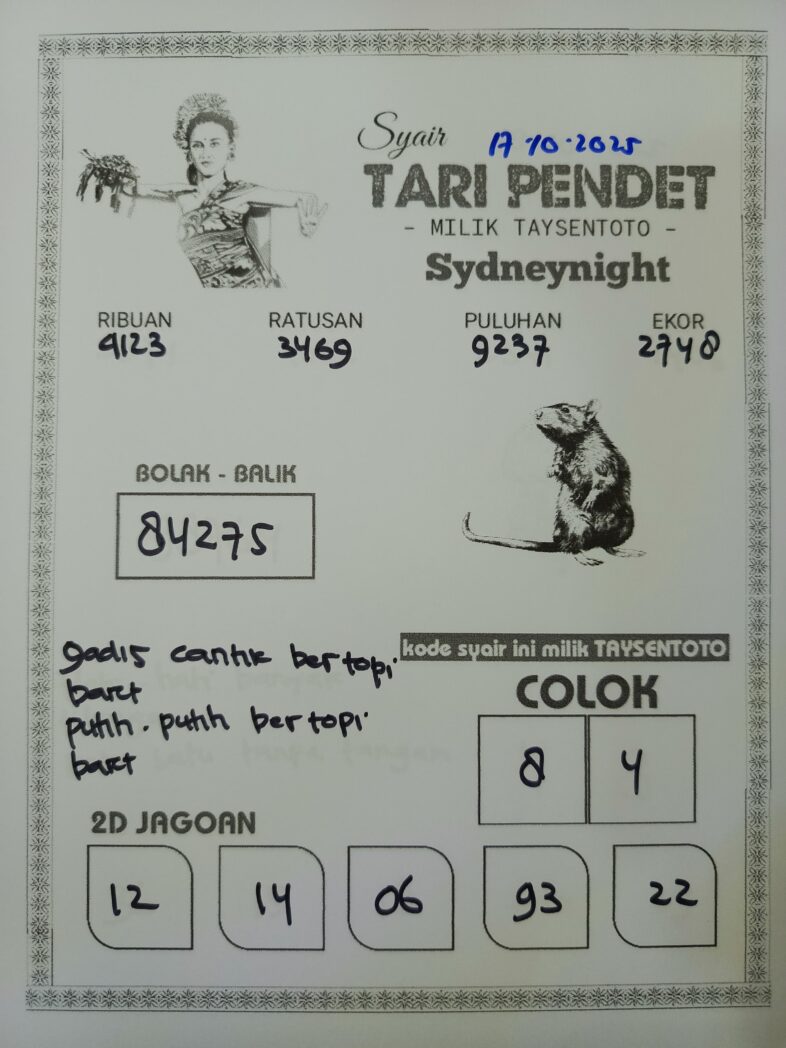 Syair 17-10-2025
TARI PENDET
- MILIK TAYSENTOTO -
Sydneynight
RIBUAN RATUSAN PULUHAN EKOR
9123 3469 9237 2748
BOLAK - BALIK
84275
gadis cantik bertopi
baret
putih-putih bertopi
baret
kode syair ini milik TAYSENTOTO
COLOK
8 4
2D JAGOAN
12 14 06 93 22